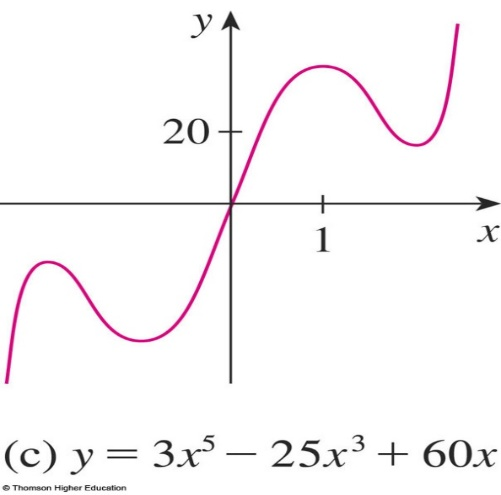 y
20
1
x
(c) y = 3x⁵ − 25x³ + 60x
© Thomson Higher Education